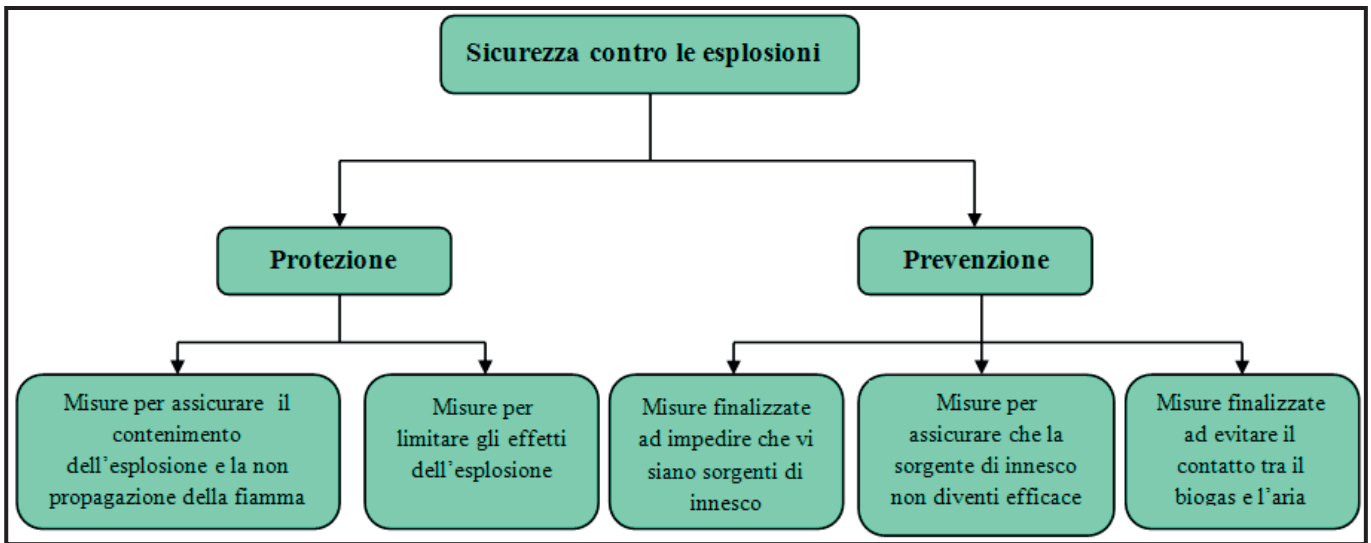 Sicurezza contro le esplosioni
Protezione
Prevenzione
Misure per assicurare il
contenimento
dell'esplosione e la non
propagazione della fiamma
Misure per
limitare gli effetti
dell'esplosione
Misure finalizzate
ad impedire che vi
siano sorgenti di
innesco
Misure per
assicurare che la
sorgente di innesco
non diventi efficace
Misure finalizzate
ad evitare il
contatto tra il
biogas e l'aria